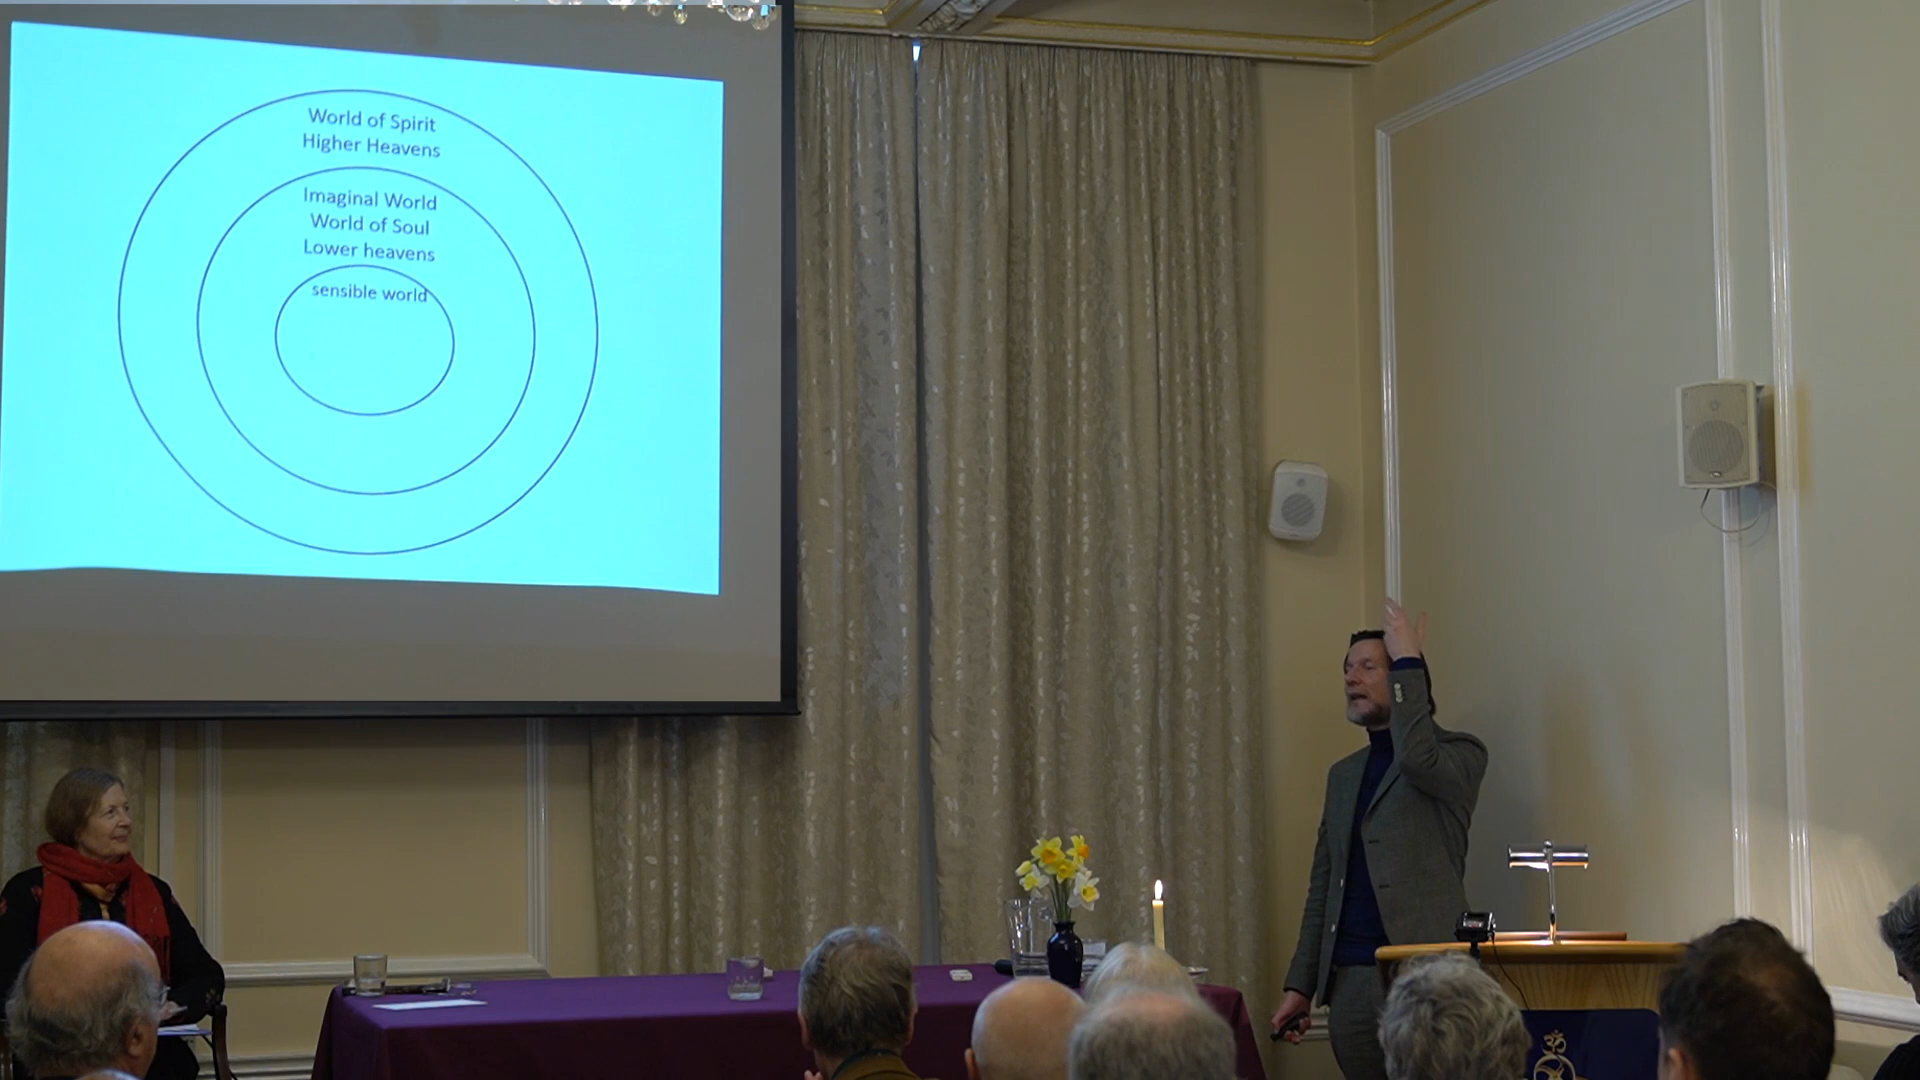 World of Spirit
Higher Heavens
Imaginal World
World of Soul
Lower heavens
sensible world
ॐ